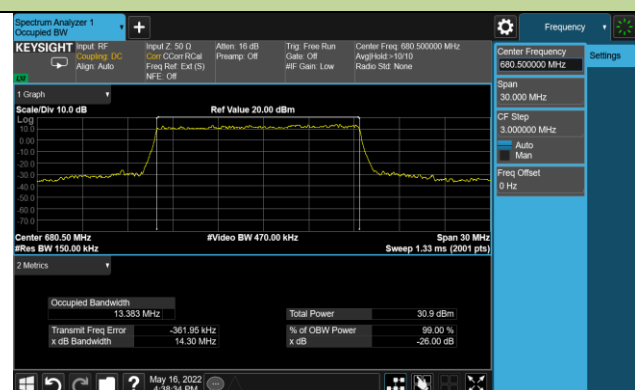 Spectrum Analyzer 1
Occupied BW
Frequency
KEYSIGHT
Input: RF
Coupling: DC
Align: Auto
Input Z: 50 Ω
Corr CCorr RCal
Freq Ref: Ext (S)
NFE: Off
Atten: 16 dB
Preamp: Off
Trig: Free Run
Gate: Off
#IF Gain: Low
Center Freq: 680.500000 MHz
Avg|Hold:>10/10
Radio Std: None
LXI
Center Frequency
680.500000 MHz
Settings
Span
30.000 MHz
CF Step
3.000000 MHz
Auto
Man
Freq Offset
0 Hz
1 Graph
Scale/Div 10.0 dB
Ref Value 20.00 dBm
Log
10.0
0.00
-10.0
-20.0
-30.0
-40.0
-50.0
-60.0
-70.0
Center 680.50 MHz
#Video BW 470.00 kHz
Span 30 MHz
#Res BW 150.00 kHz
Sweep 1.33 ms (2001 pts)
2 Metrics
Occupied Bandwidth
13.383 MHz
Total Power
30.9 dBm
Transmit Freq Error
-361.95 kHz
% of OBW Power
99.00 %
x dB Bandwidth
14.30 MHz
x dB
-26.00 dB
May 16, 2022
4:38:34 PM